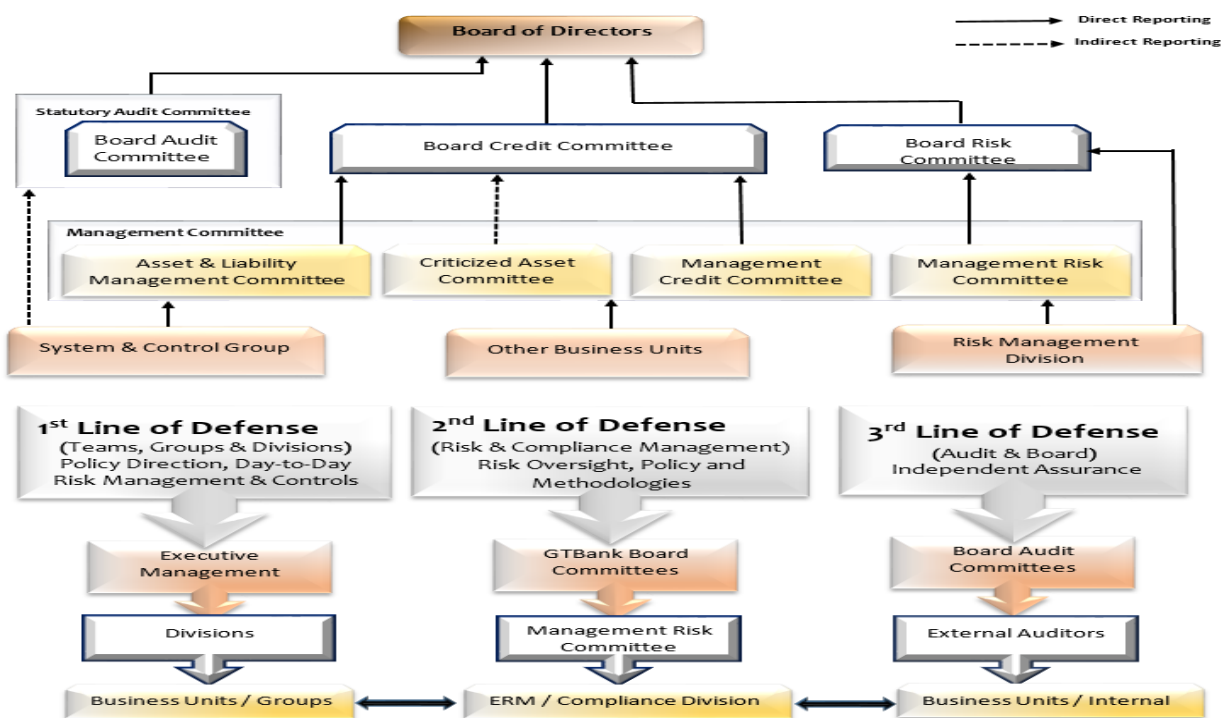 Board of Directors
Direct Reporting
Indirect Reporting
Statutory Audit Committee
Board Audit
Committee
Board Credit Committee
Board Risk
Committee
Management Committee
Asset & Liability
Management Committee
Criticized Asset
Committee
Management
Credit Committee
Management Risk
Committee
System & Control Group
Other Business Units
Risk Management
Division
1st Line of Defense
(Teams, Groups & Divisions)
Policy Direction, Day-to-Day
Risk Management & Controls
2nd Line of Defense
(Risk & Compliance Management)
Risk Oversight, Policy and
Methodologies
3rd Line of Defense
(Audit & Board)
Independent Assurance
Executive
Management
GTBank Board
Committees
Board Audit
Committees
Divisions
Management Risk
Committee
External Auditors
Business Units / Groups
ERM / Compliance Division
Business Units / Internal